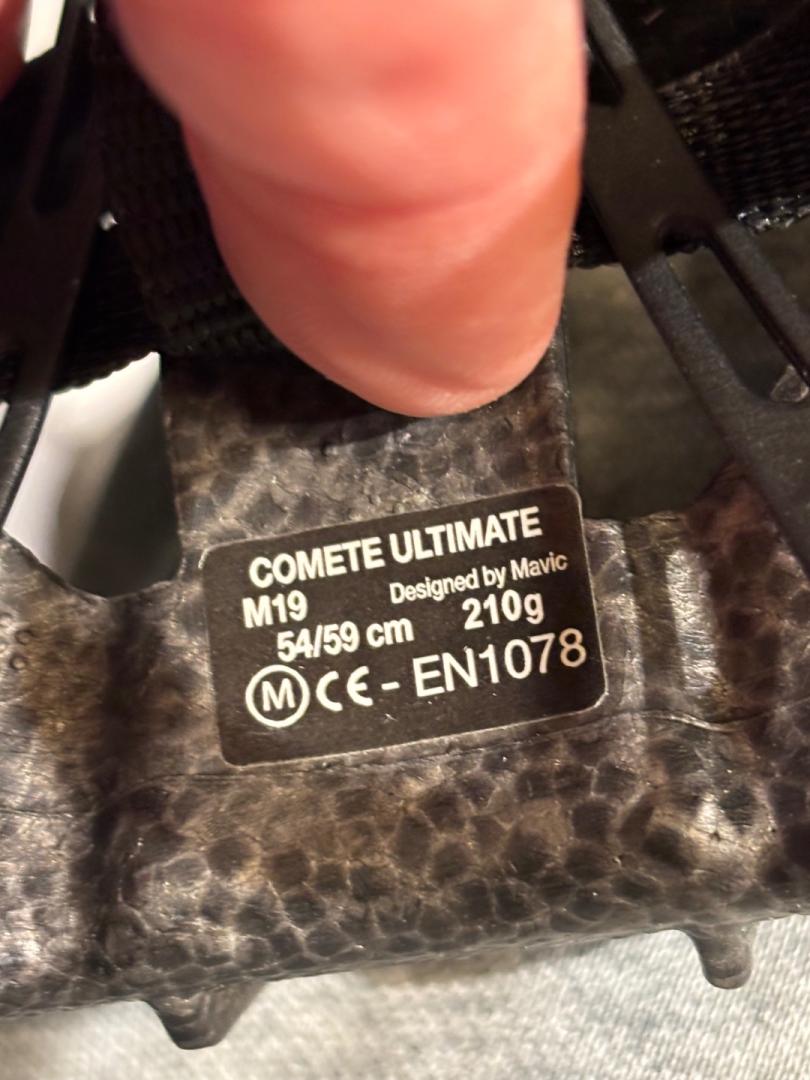 COMETE ULTIMATE
Designed by Mavic
M19
54/59 cm 210g
Ⓜ CE - EN1078